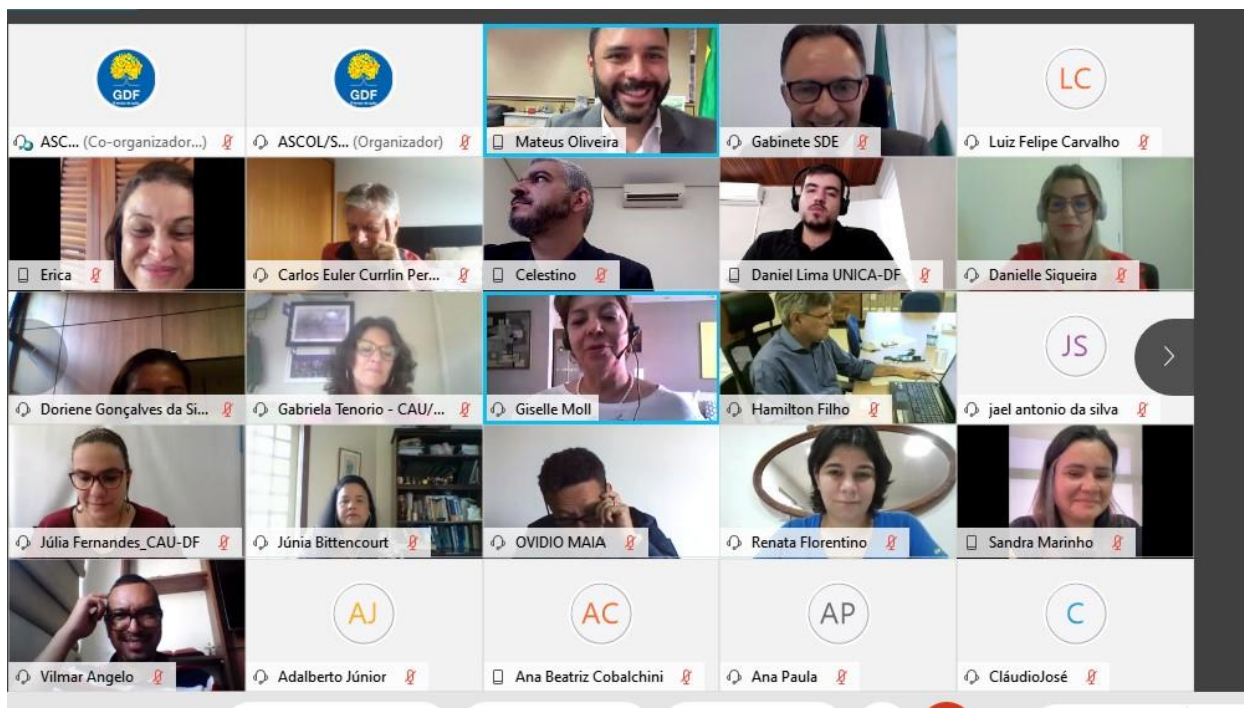 GDF
ASC... (Co-organizador...)
GDF
ASCOL/S... (Organizador)
Mateus Oliveira
Gabinete SDE
LC
Luiz Felipe Carvalho
Erica
Carlos Euler Currlin Per...
Celestino
Daniel Lima UNICA-DF
Danielle Siqueira
Doriene Gonçalves da Si...
Gabriela Tenorio - CAU/...
Giselle Moll
Hamilton Filho
JS
jael antonio da silva
Júlia Fernandes_CAU-DF
Júnia Bittencourt
OVIDIO MAIA
Renata Florentino
Sandra Marinho
Vilmar Angelo
AJ
Adalberto Júnior
AC
Ana Beatriz Cobalchini
AP
Ana Paula
C
CláudioJosé